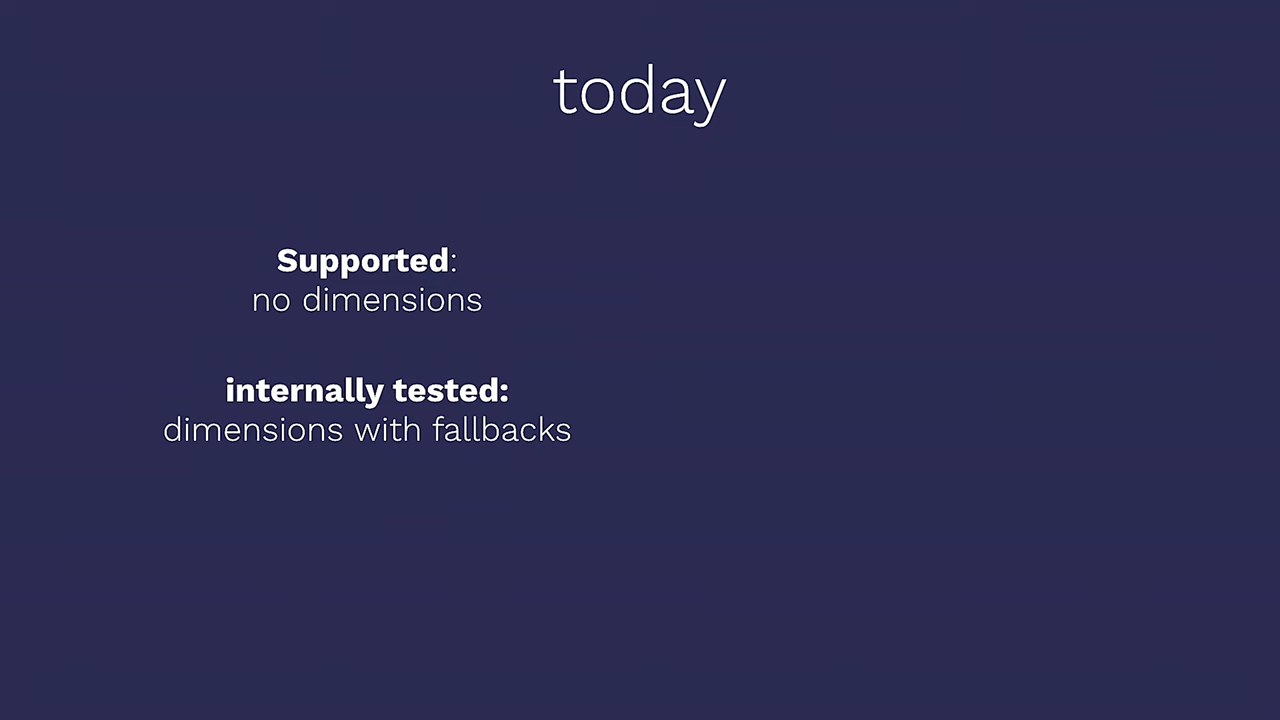 today
Supported:
no dimensions
internally tested:
dimensions with fallbacks